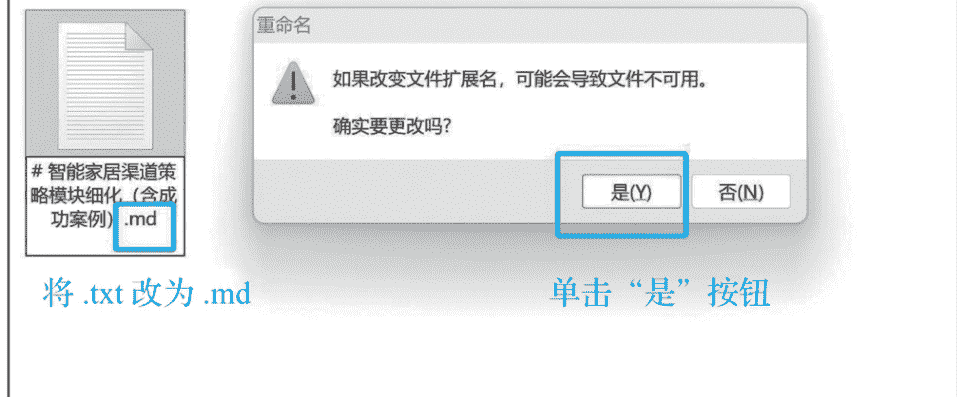 重命名
如果改变文件扩展名，可能会导致文件不可用。
确实要更改吗？
是(Y)
否(N)
# 智能家居渠道策
略模块细化（含成
功案例）.md
将 .txt 改为 .md
单击“是”按钮